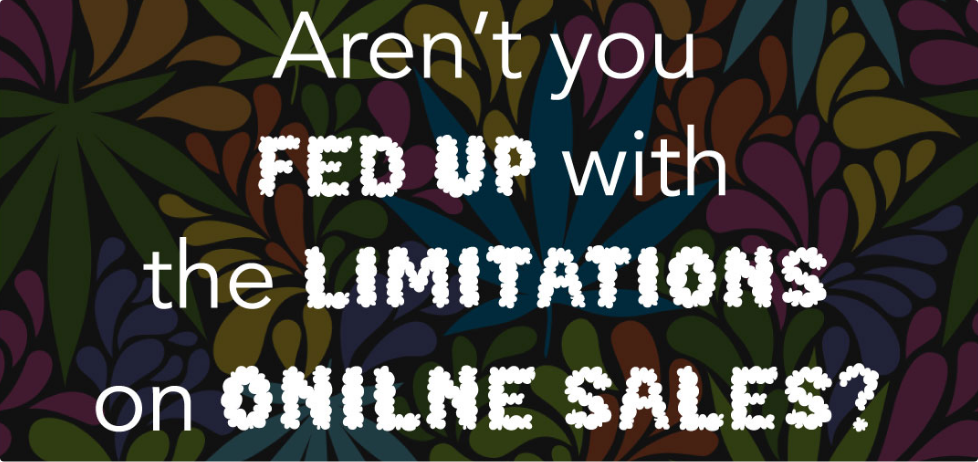 Aren't you
FED UP with
the LIMITATIONS
on ONILNE SALES?